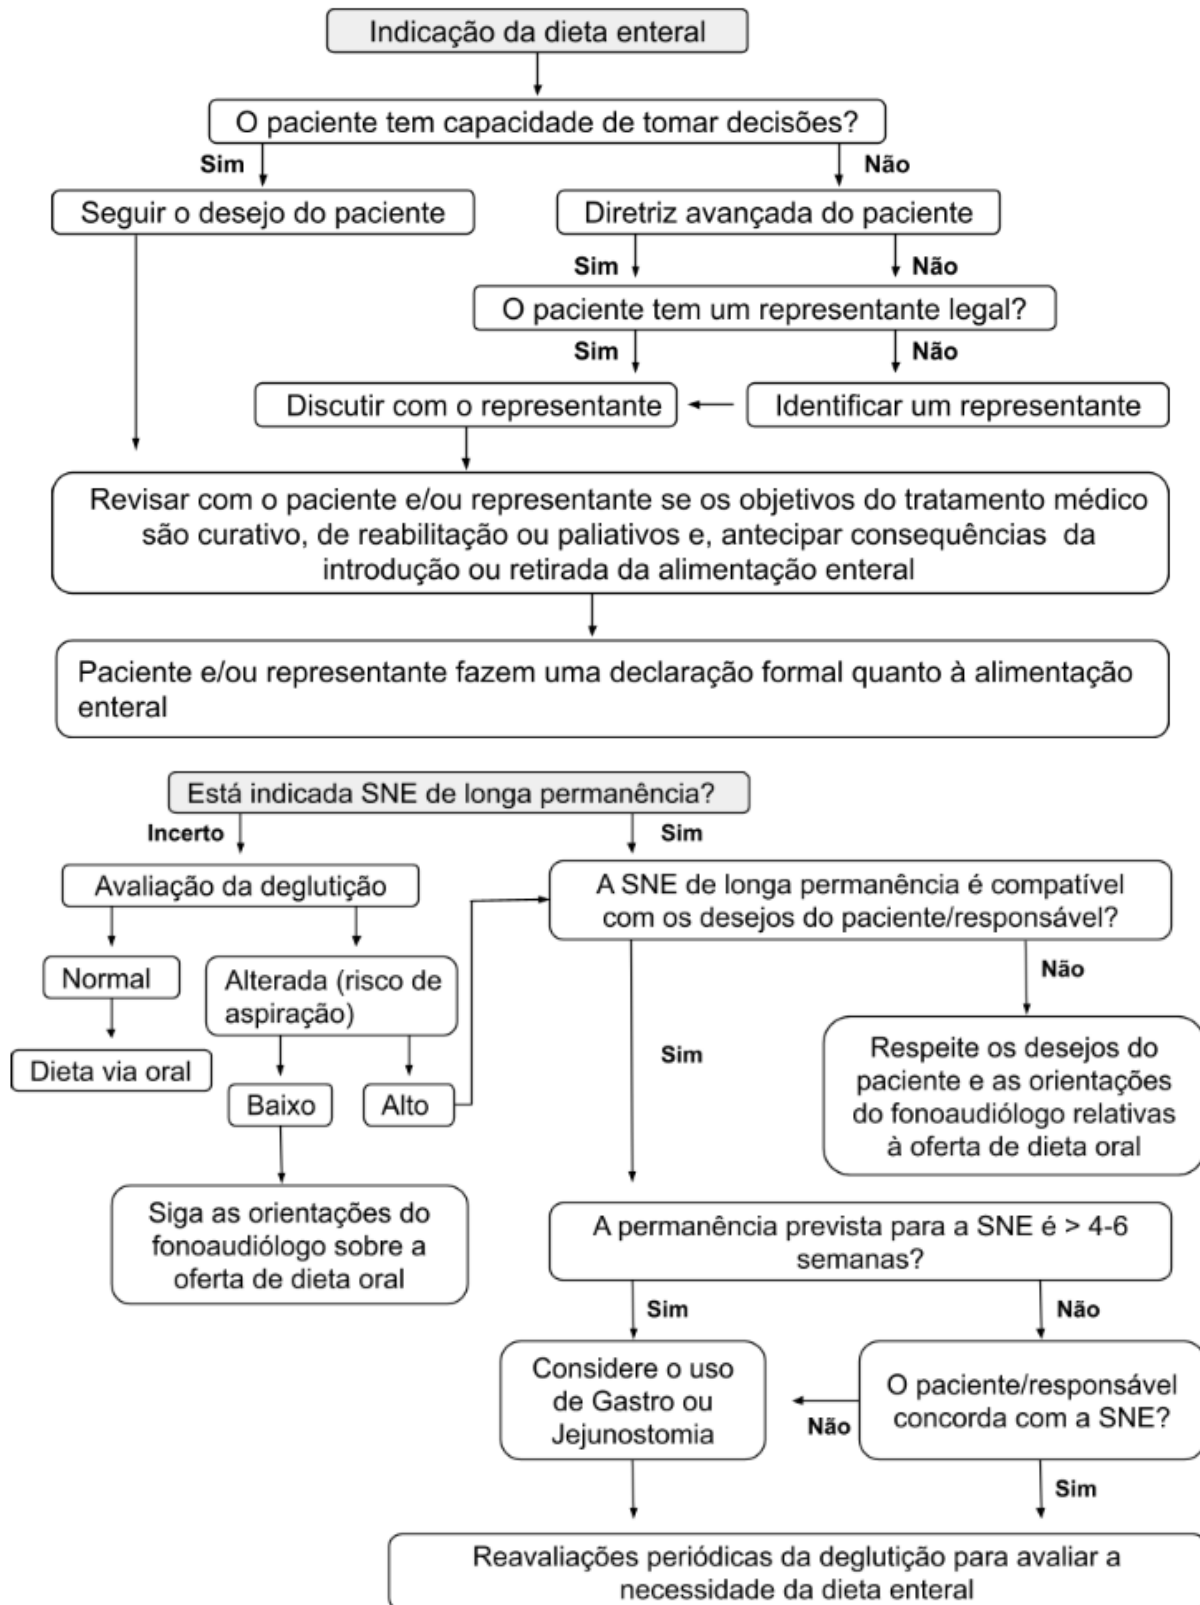 Indicação da dieta enteral
O paciente tem capacidade de tomar decisões?
Sim
Não
Seguir o desejo do paciente
Diretriz avançada do paciente
Sim
Não
O paciente tem um representante legal?
Sim
Não
Discutir com o representante
Identificar um representante
Revisar com o paciente e/ou representante se os objetivos do tratamento médico
são curativo, de reabilitação ou paliativos e, antecipar consequências da
introdução ou retirada da alimentação enteral
Paciente e/ou representante fazem uma declaração formal quanto à alimentação
enteral
Está indicada SNE de longa permanência?
Incerto
Sim
Avaliação da deglutição
A SNE de longa permanência é compatível
com os desejos do paciente/responsável?
Normal
Alterada (risco de
aspiração)
Não
Sim
Dieta via oral
Baixo
Alto
Respeite os desejos do
paciente e as orientações
do fonoaudiólogo relativas
à oferta de dieta oral
Siga as orientações do
fonoaudiólogo sobre a
oferta de dieta oral
A permanência prevista para a SNE é > 4-6
semanas?
Sim
Não
Considere o uso
de Gastro ou
Jejunostomia
O paciente/responsável
concorda com a SNE?
Não
Sim
Reavaliações periódicas da deglutição para avaliar a
necessidade da dieta enteral